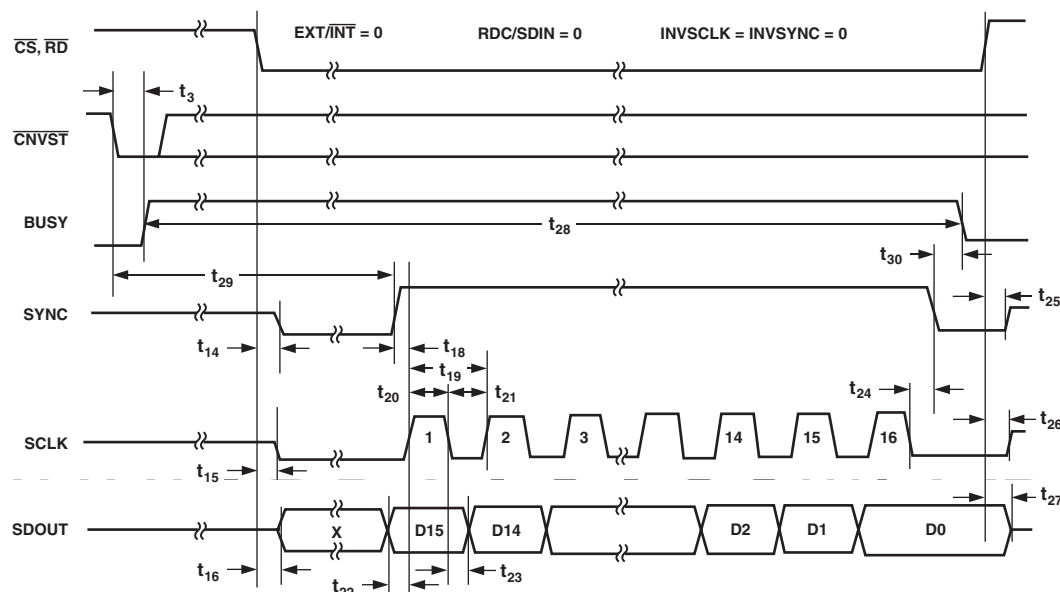 EXT/INT = 0 RDC/SDIN = 0 INVSCLK = INVSYNC = 0
CS, RD
t3
CNVST
BUSY
t28
t29
t30
SYNC
t25
t14
t18
t19
t20
t21
t24
t26
SCLK
1 2 3 14 15 16
t15
t27
SDOUT
X D15 D14 D2 D1 D0
t16
t22
t23